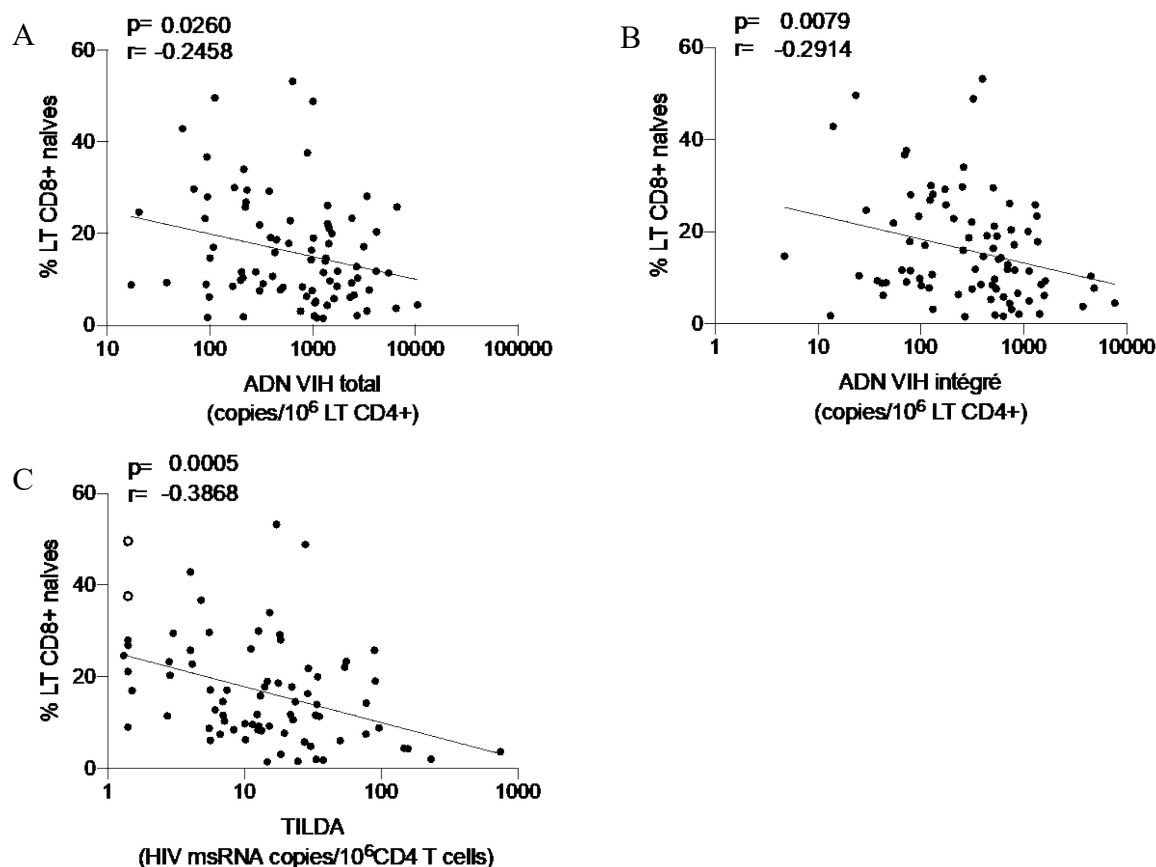 A
p= 0.0260
r= -0.2458
% LT CD8+ naives
60
40
20
0
10 100 1000 10000 100000
ADN VIH total
(copies/10⁶ LT CD4+)
B
p= 0.0079
r= -0.2914
% LT CD8+ naives
60
40
20
0
1 10 100 1000 10000
ADN VIH intégré
(copies/10⁶ LT CD4+)
C
p= 0.0005
r= -0.3868
% LT CD8+ naives
60
40
20
0
1 10 100 1000
TILDA
(HIV msRNA copies/10⁶CD4 T cells)